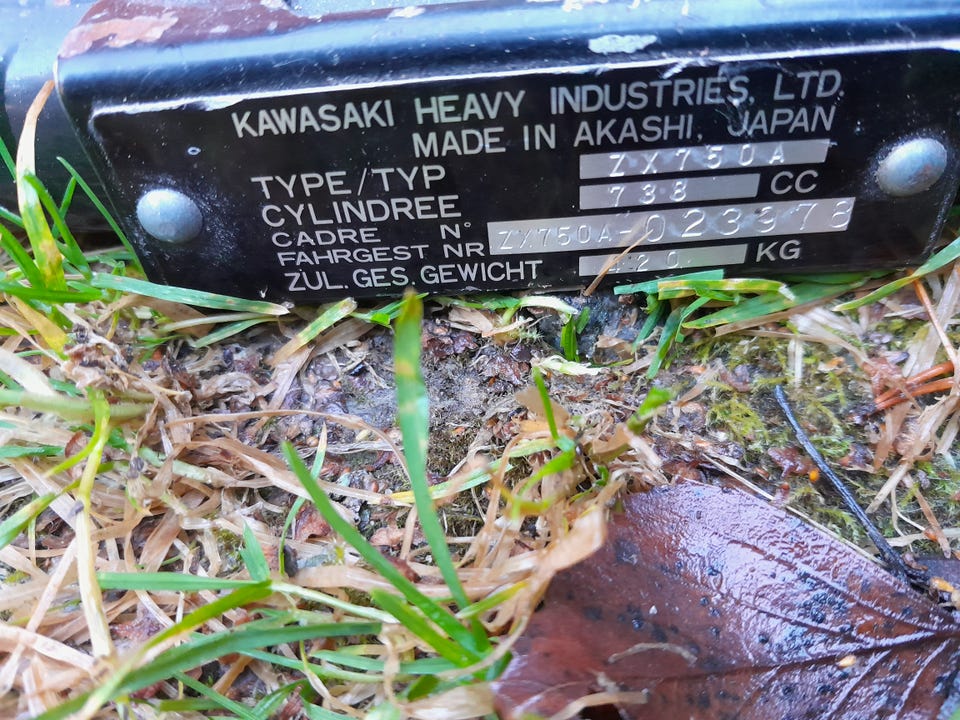 KAWASAKI HEAVY INDUSTRIES, LTD.
MADE IN AKASHI, JAPAN
TYPE/TYP ZX750A
CYLINDREE 738 CC
CADRE N°
FAHRGEST NR ZX750A-023978
ZUL. GES. GEWICHT KG